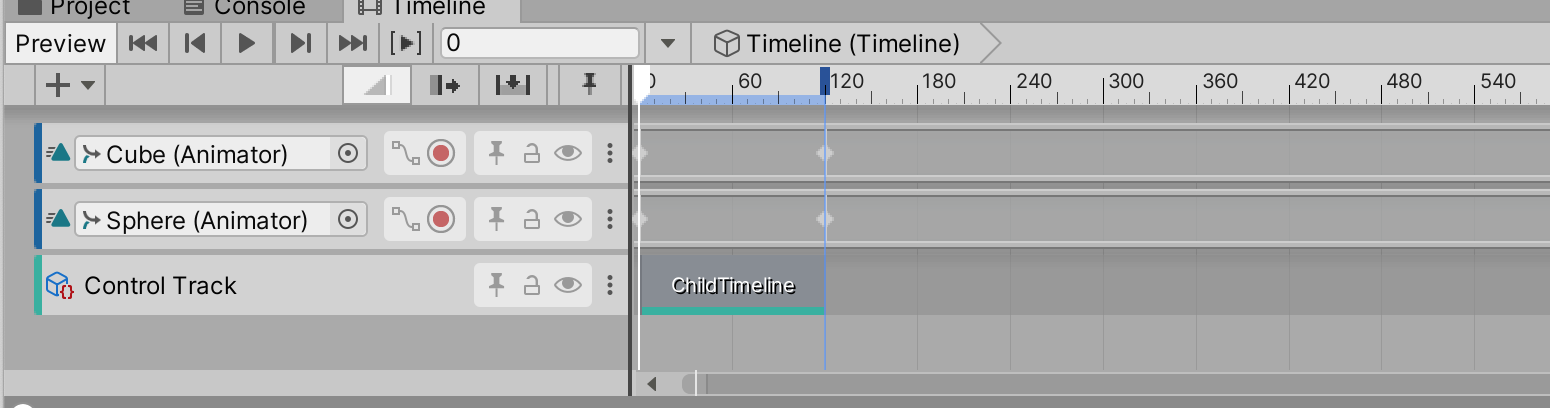 Project Console Timeline
Preview 0 Timeline (Timeline)
0 60 120 180 240 300 360 420 480 540
Cube (Animator)
Sphere (Animator)
Control Track ChildTimeline